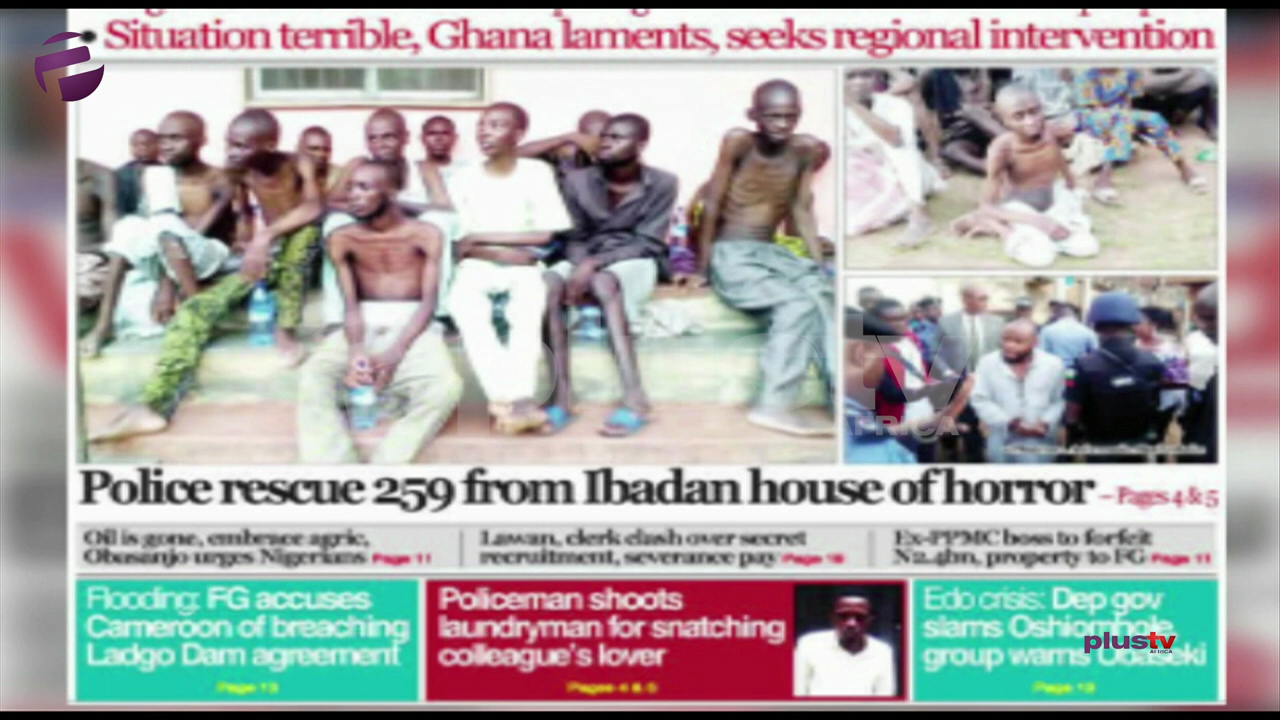 • Situation terrible, Ghana laments, seeks regional intervention
Police rescue 259 from Ibadan house of horror – Pages 4 & 5
Oil is gone, embrace agric,
Obasanjo urges Nigerians Page 11
Lawan, clerk clash over secret
recruitment, severance pay
Ex-PPMC boss to forfeit
N2.4bn, property to FG Page 11
Flooding: FG accuses
Cameroon of breaching
Ladgo Dam agreement
Page 13
Policeman shoots
laundryman for snatching
colleague's lover
Pages 4 & 5
Edo crisis: Dep gov
slams Oshiomhole,
group warns Obaseki
plustv
AFRICA